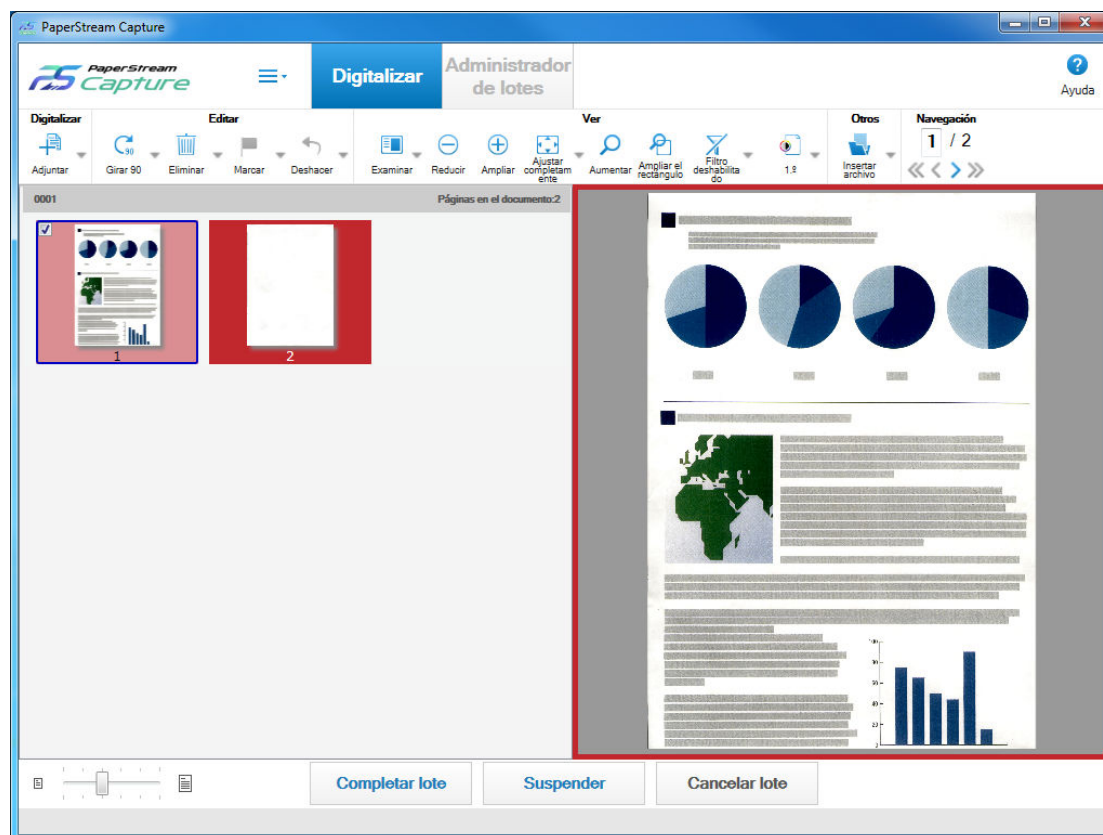 PaperStream Capture
PaperStream
Capture
Digitalizar
Administrador
de lotes
Ayuda
Digitalizar
Editar
Ver
Otros
Navegación
1 / 2
90
Adjuntar
Girar 90
Eliminar
Marcar
Deshacer
Examinar
Reducir
Ampliar
Ajustar
completam
ente
Aumentar
Ampliar el
rectángulo
Filtro
deshabilita
do
1.º
Insertar
archivo
0001
Páginas en el documento:2
1
2
Completar lote
Suspender
Cancelar lote